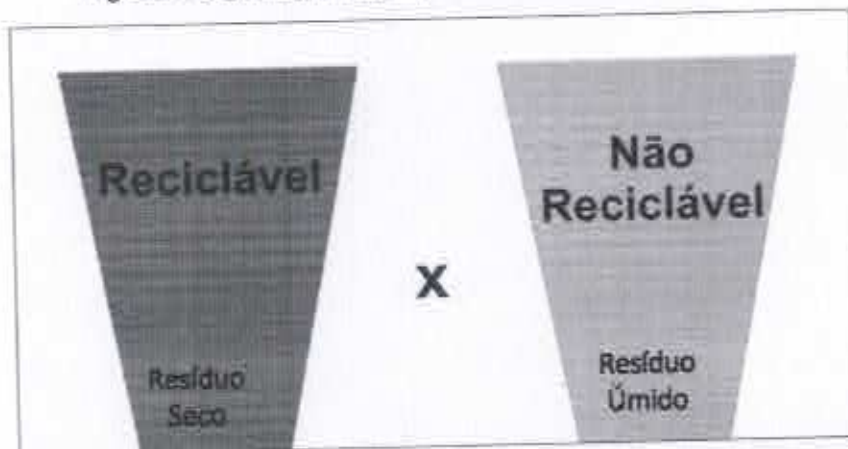 Reciclável
Resíduo
Seco
X
Não
Reciclável
Resíduo
Úmido